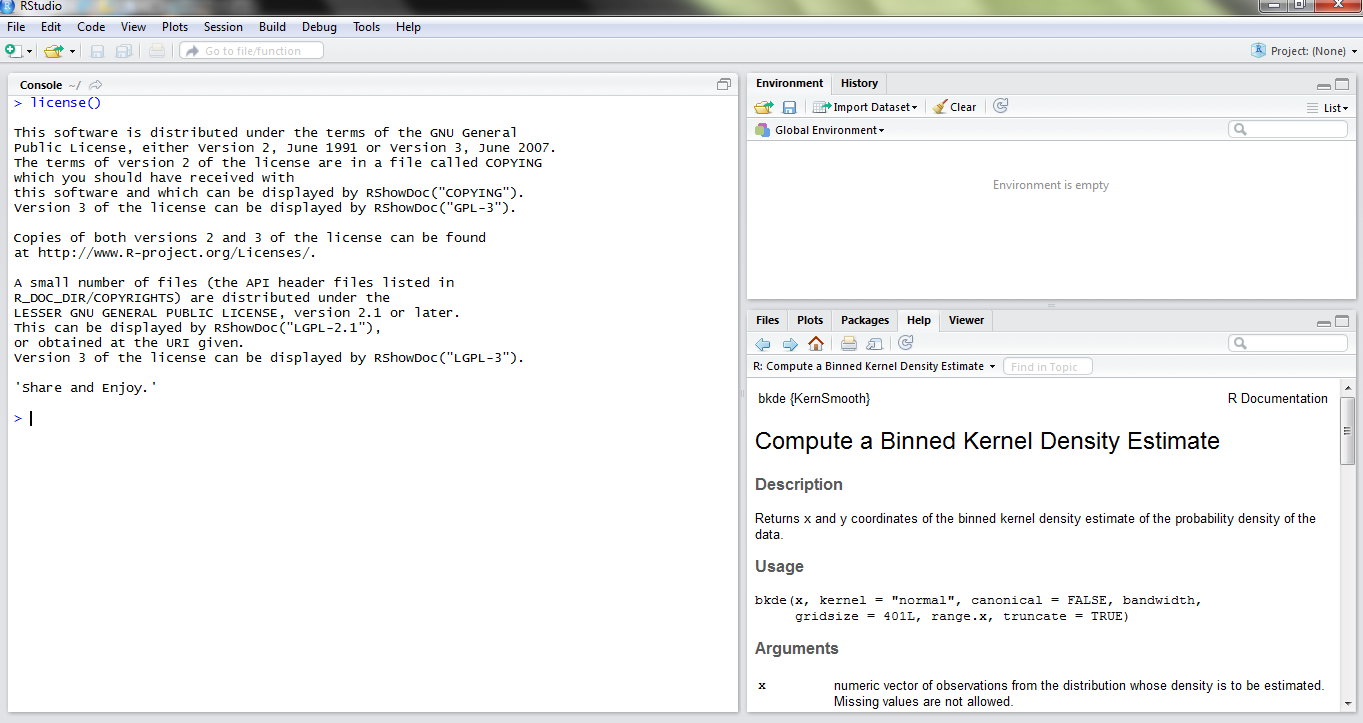 RStudio
File Edit Code View Plots Session Build Debug Tools Help
Go to file/function
Project: (None)
Console ~/
> license()
This software is distributed under the terms of the GNU General
Public License, either Version 2, June 1991 or Version 3, June 2007.
The terms of version 2 of the license are in a file called COPYING
which you should have received with
this software and which can be displayed by RShowDoc("COPYING").
Version 3 of the license can be displayed by RShowDoc("GPL-3").
Copies of both versions 2 and 3 of the license can be found
at http://www.R-project.org/Licenses/.
A small number of files (the API header files listed in
R_DOC_DIR/COPYRIGHTS) are distributed under the
LESSER GNU GENERAL PUBLIC LICENSE, version 2.1 or later.
This can be displayed by RShowDoc("LGPL-2.1"),
or obtained at the URI given.
Version 3 of the license can be displayed by RShowDoc("LGPL-3").
'Share and Enjoy.'
>
Environment History
Import Dataset Clear List
Global Environment
Environment is empty
Files Plots Packages Help Viewer
R: Compute a Binned Kernel Density Estimate Find in Topic
bkde {KernSmooth} R Documentation
Compute a Binned Kernel Density Estimate
Description
Returns x and y coordinates of the binned kernel density estimate of the probability density of the
data.
Usage
bkde(x, kernel = "normal", canonical = FALSE, bandwidth,
gridsize = 401L, range.x, truncate = TRUE)
Arguments
x numeric vector of observations from the distribution whose density is to be estimated.
Missing values are not allowed.